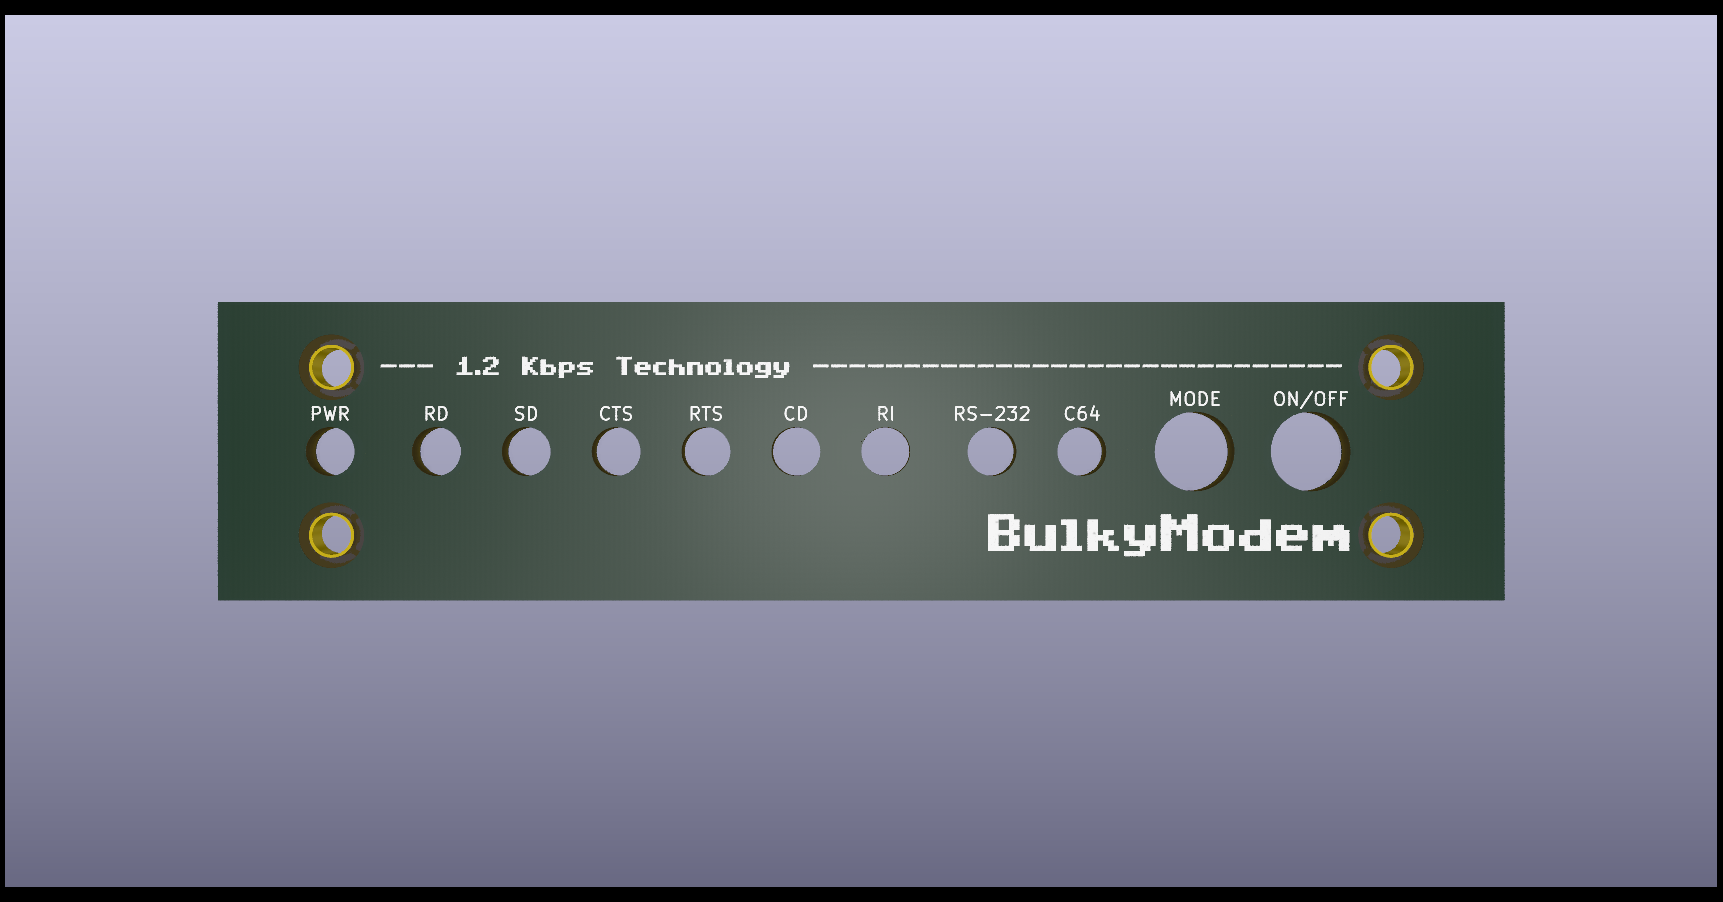 --- 1.2 Kbps Technology -----------------------------
PWR RD SD CTS RTS CD RI RS-232 C64 MODE ON/OFF
BulkyModem